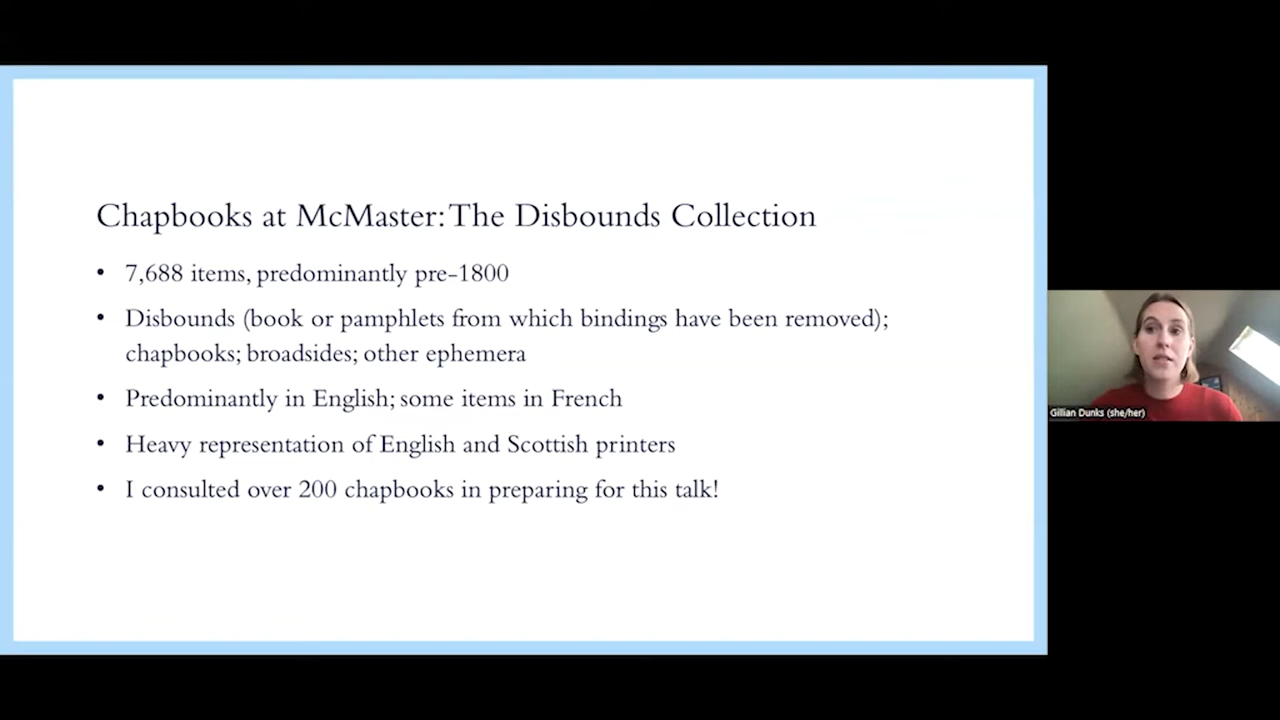 Chapbooks at McMaster: The Disbounds Collection
• 7,688 items, predominantly pre-1800
• Disbounds (book or pamphlets from which bindings have been removed);
chapbooks; broadsides; other ephemera
• Predominantly in English; some items in French
• Heavy representation of English and Scottish printers
• I consulted over 200 chapbooks in preparing for this talk!
Gillian Dunks (she/her)